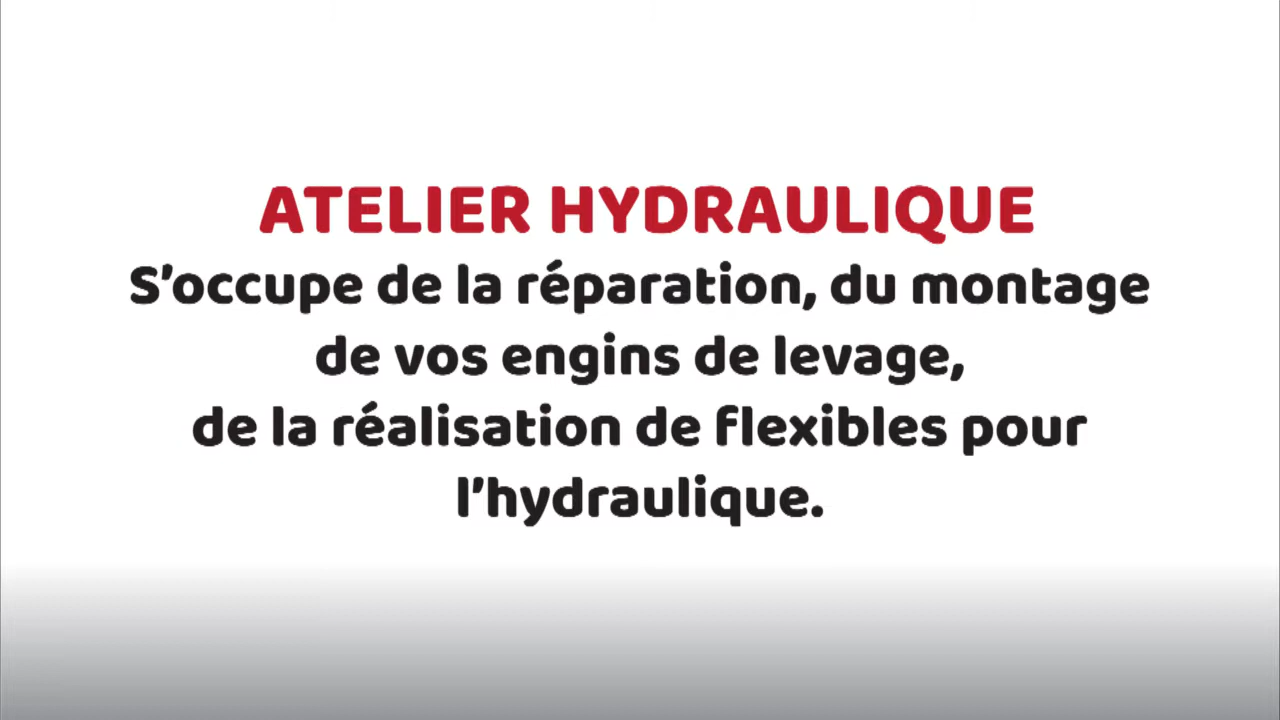 ATELIER HYDRAULIQUE
S’occupe de la réparation, du montage
de vos engins de levage,
de la réalisation de flexibles pour
l’hydraulique.